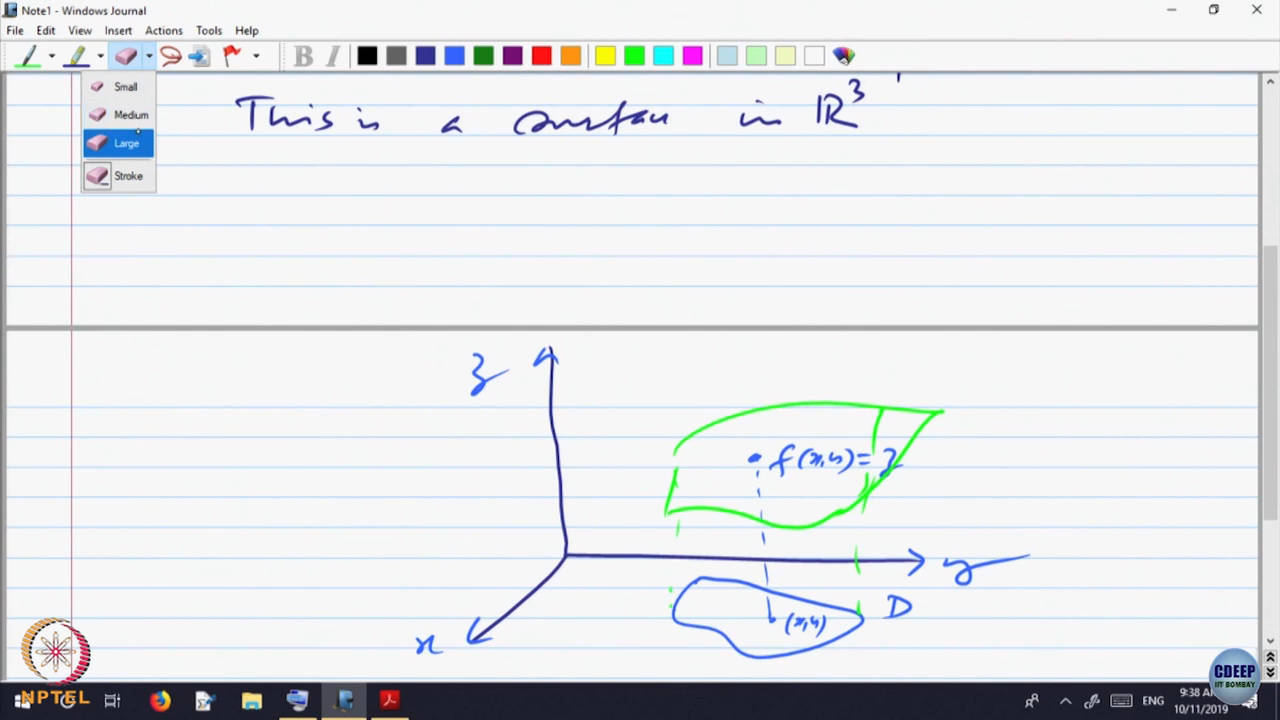 Note1 - Windows Journal
File Edit View Insert Actions Tools Help
B I
Small
Medium
Large
Stroke
This is a surface in ℝ³
z
f(x,y) = z
y
D
(x,y)
x
NPTEL
CDEEP
IIT BOMBAY
ENG
9:38 AM
10/11/2019